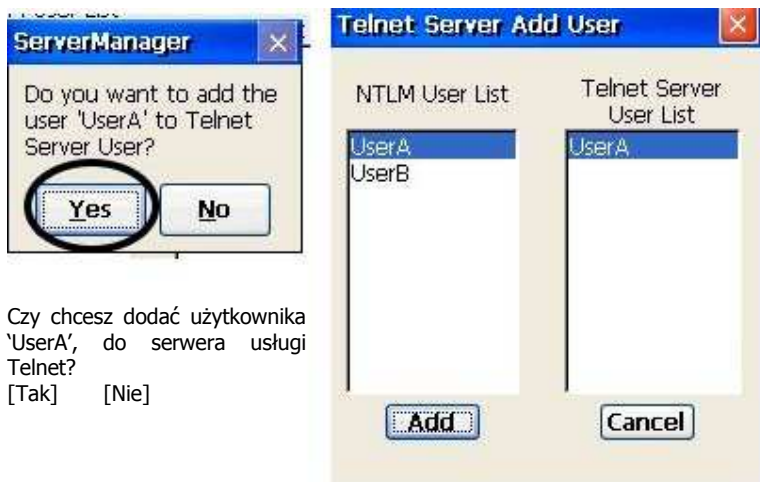 ServerManager
Do you want to add the
user 'UserA' to Telnet
Server User?
Yes No
Czy chcesz dodać użytkownika
‘UserA’, do serwera usługi
Telnet?
[Tak] [Nie]
Telnet Server Add User
NTLM User List
Telnet Server
User List
UserA
UserB
UserA
Add
Cancel